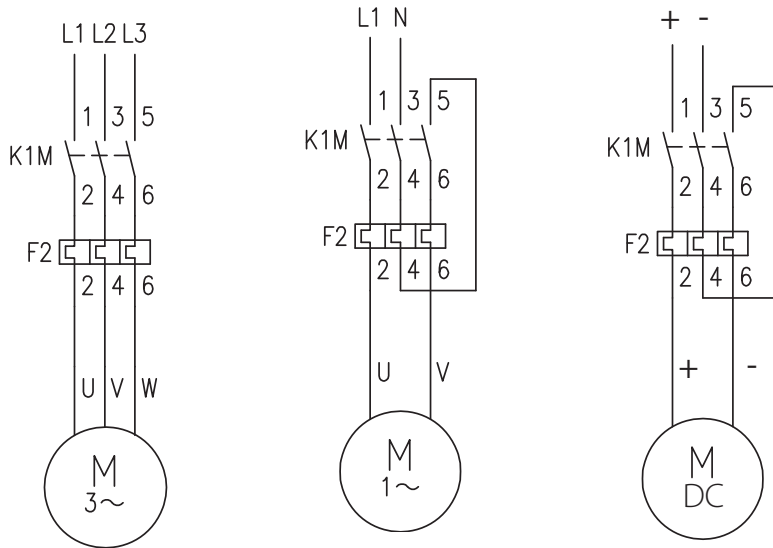 L1 L2 L3
1 3 5
K1M
2 4 6
F2
2 4 6
U V W
M
3~
L1 N
1 3 5
K1M
2 4 6
F2
2 4 6
U V
M
1~
+ -
1 3 5
K1M
2 4 6
F2
2 4 6
+ -
M
DC